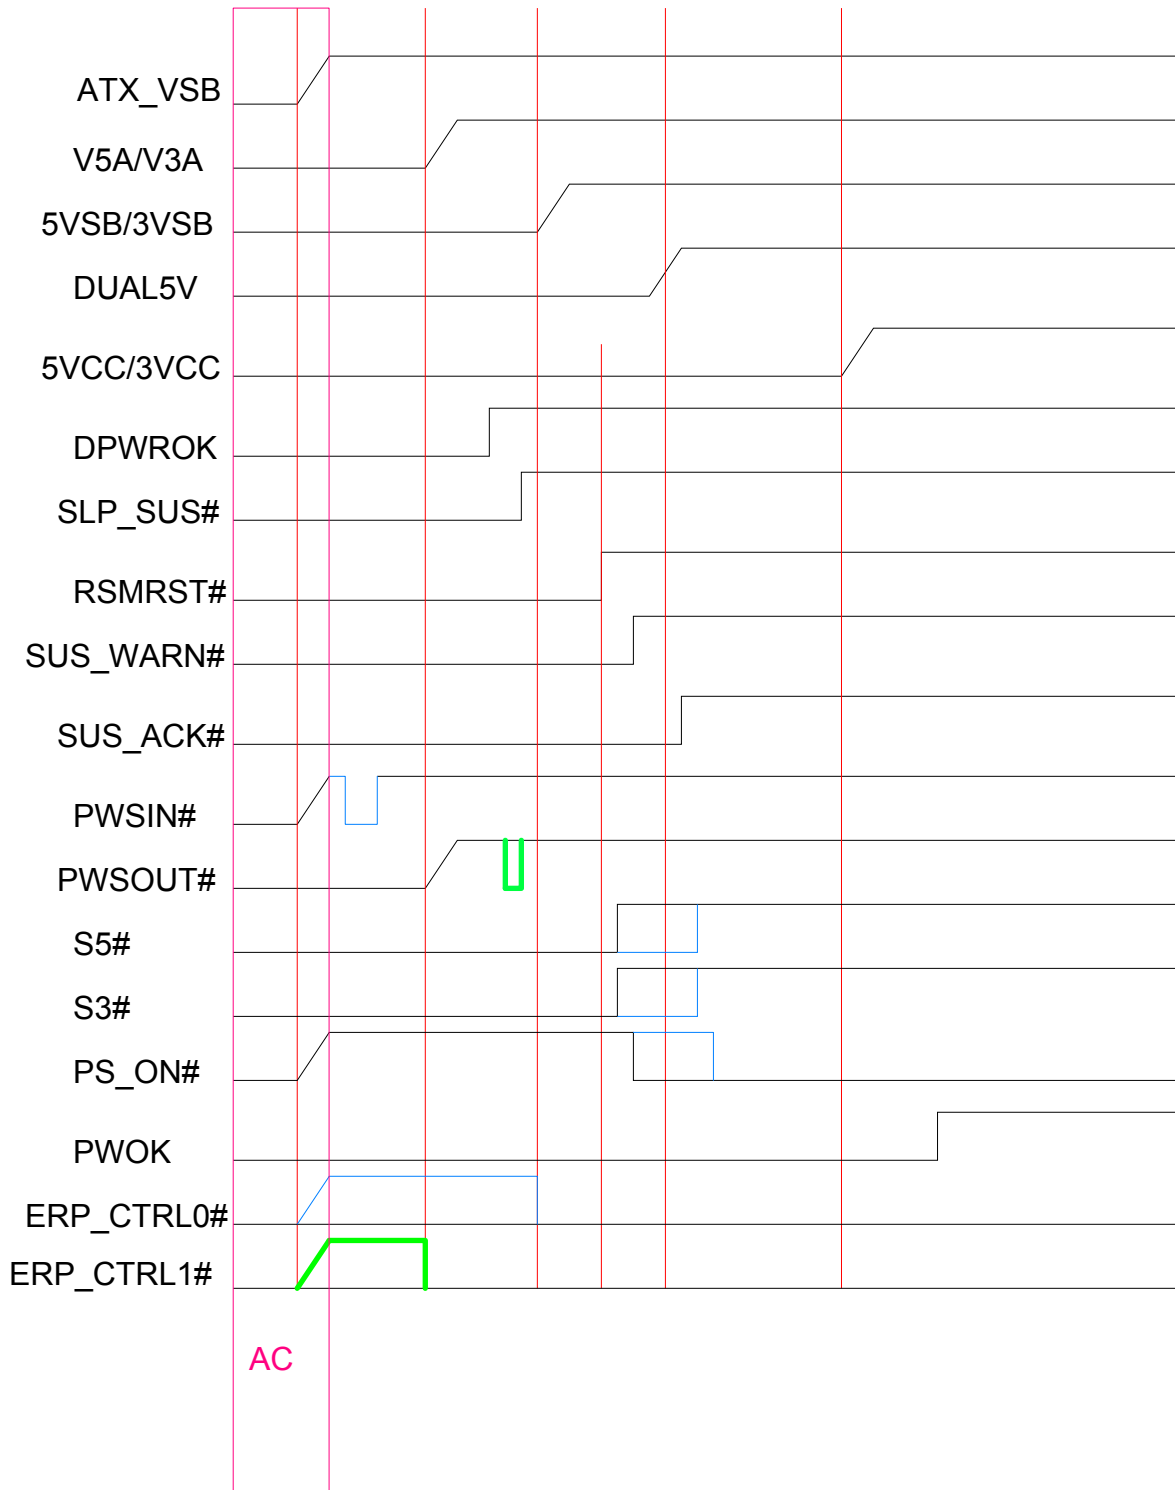 ATX_VSB
V5A/V3A
5VSB/3VSB
DUAL5V
5VCC/3VCC
DPWROK
SLP_SUS#
RSMRST#
SUS_WARN#
SUS_ACK#
PWSIN#
PWSOUT#
S5#
S3#
PS_ON#
PWOK
ERP_CTRL0#
ERP_CTRL1#
AC